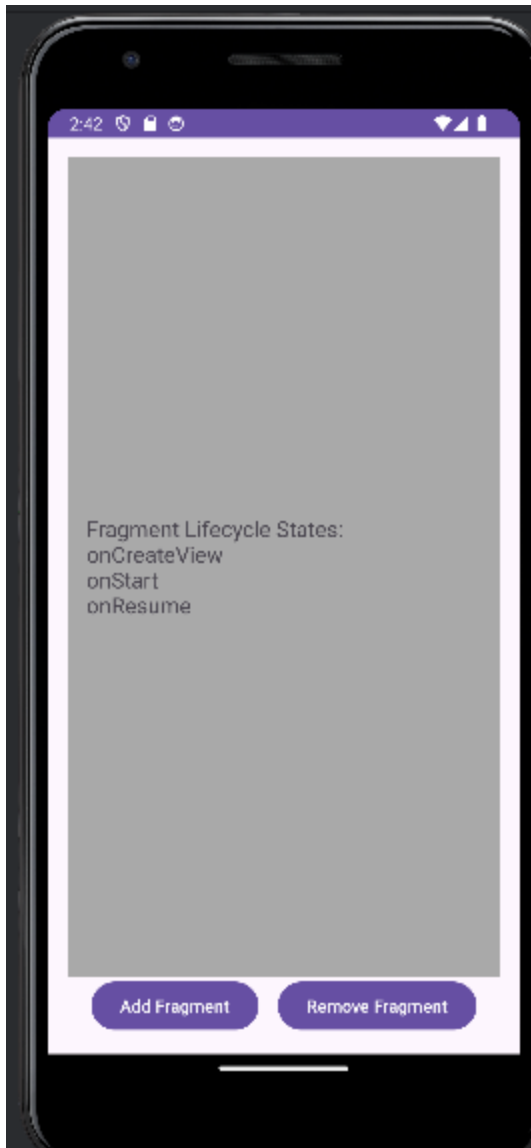 2:42
Fragment Lifecycle States:
onCreateView
onStart
onResume
Add Fragment
Remove Fragment